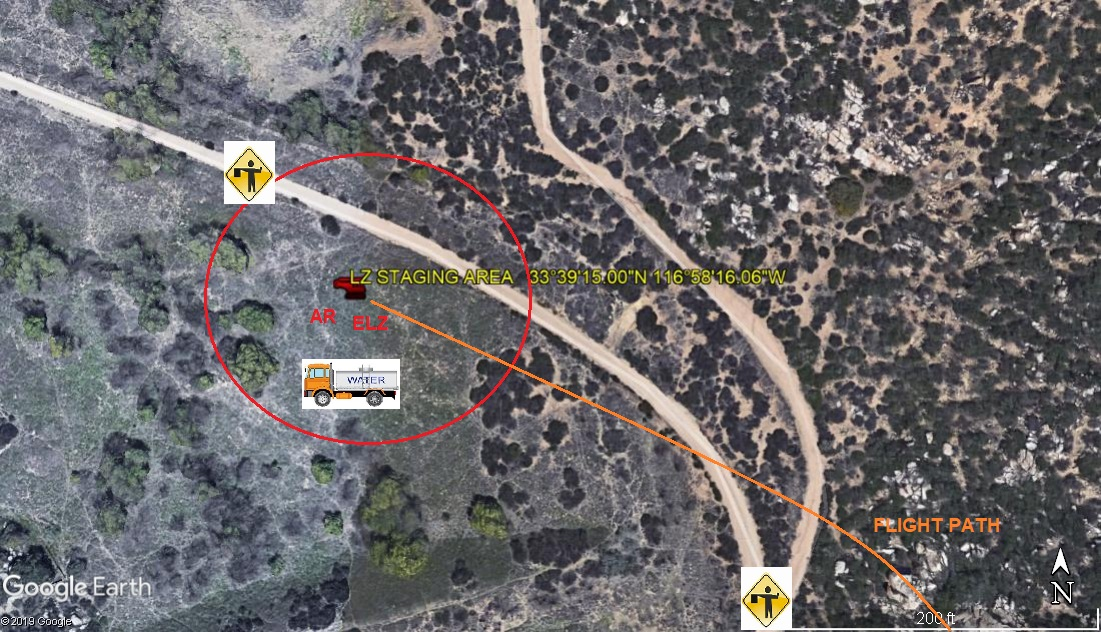 LZ STAGING AREA 33°39'15.00"N 116°58'16.06"W
AR ELZ
WATER
FLIGHT PATH
Google Earth
N
©2019 Google
200 ft